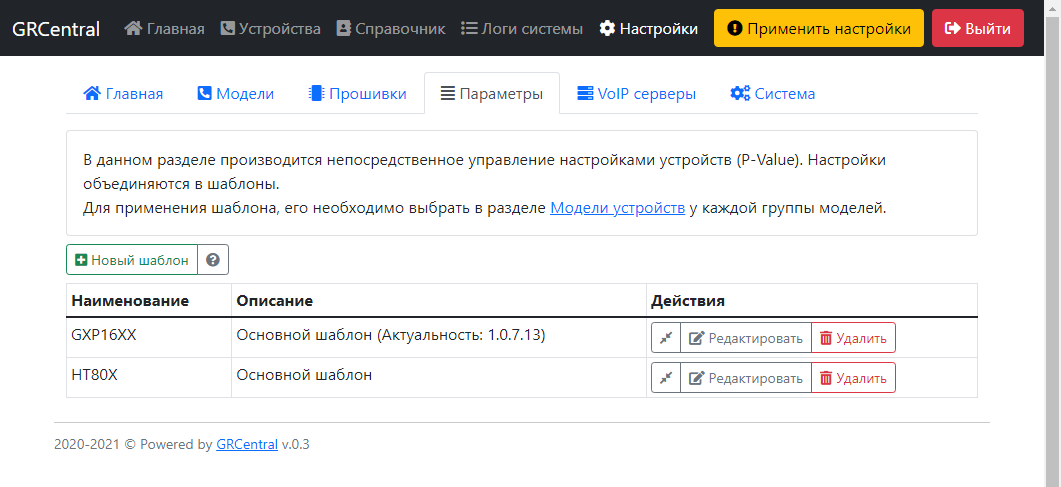 GRCentral Главная Устройства Справочник Логи системы Настройки Применить настройки Выйти
Главная Модели Прошивки Параметры VoIP серверы Система
В данном разделе производится непосредственное управление настройками устройств (P-Value). Настройки
объединяются в шаблоны.
Для применения шаблона, его необходимо выбрать в разделе Модели устройств у каждой группы моделей.
Новый шаблон
Наименование Описание Действия
GXP16XX Основной шаблон (Актуальность: 1.0.7.13) Редактировать Удалить
HT80X Основной шаблон Редактировать Удалить
2020-2021 © Powered by GRCentral v.0.3